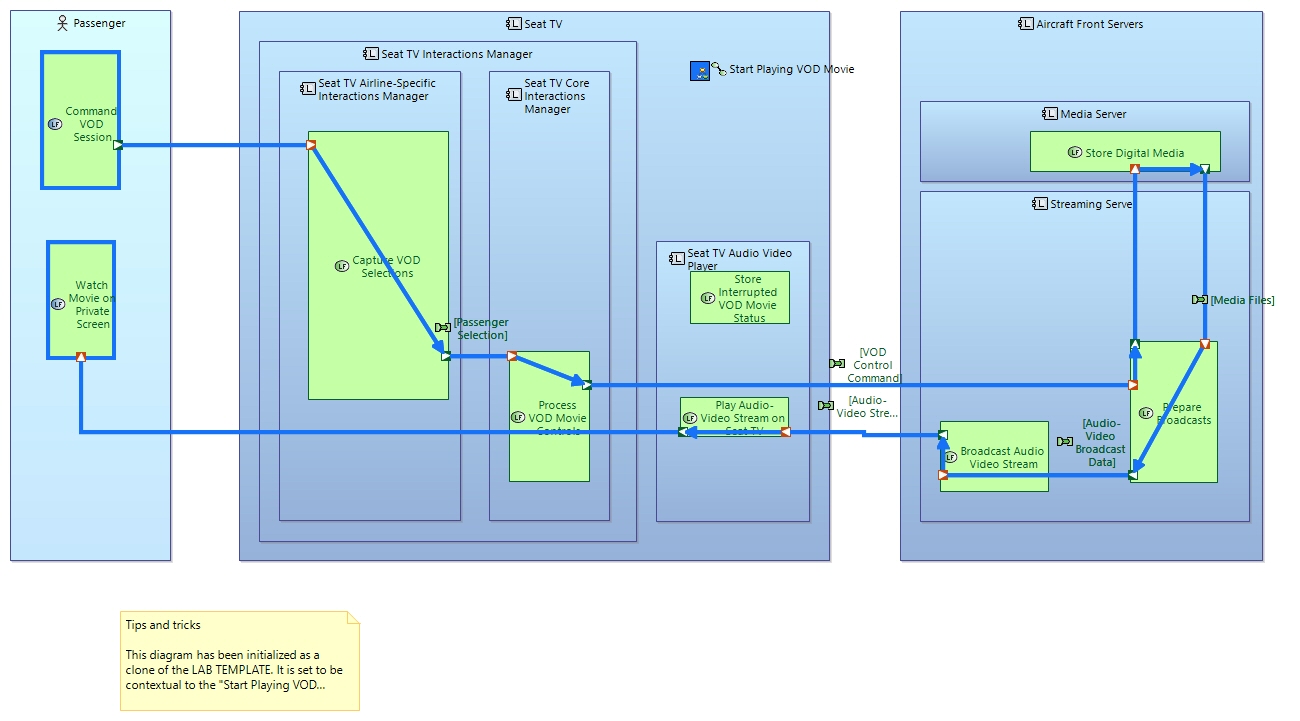 Passenger
Command
VOD
Session
Watch
Movie on
Private
Screen
Seat TV
Seat TV Interactions Manager
Seat TV Airline-Specific
Interactions Manager
LF
Capture VOD
Selections
[Passenger
Selection]
Seat TV Core
Interactions
Manager
Process
VOD Movie
Controls
Start Playing VOD Movie
Seat TV Audio Video
Player
Store
Interrupted
VOD Movie
Status
Play Audio-
Video Stream on
Seat TV
[VOD
Control
Command]
[Audio-
Video Stre...
Aircraft Front Servers
Media Server
Store Digital Media
Streaming Server
[Media Files]
Prepare
Broadcasts
[Audio-
Video
Broadcast
Data]
Broadcast Audio
Video Stream
Tips and tricks
This diagram has been initialized as a
clone of the LAB TEMPLATE. It is set to be
contextual to the "Start Playing VOD...